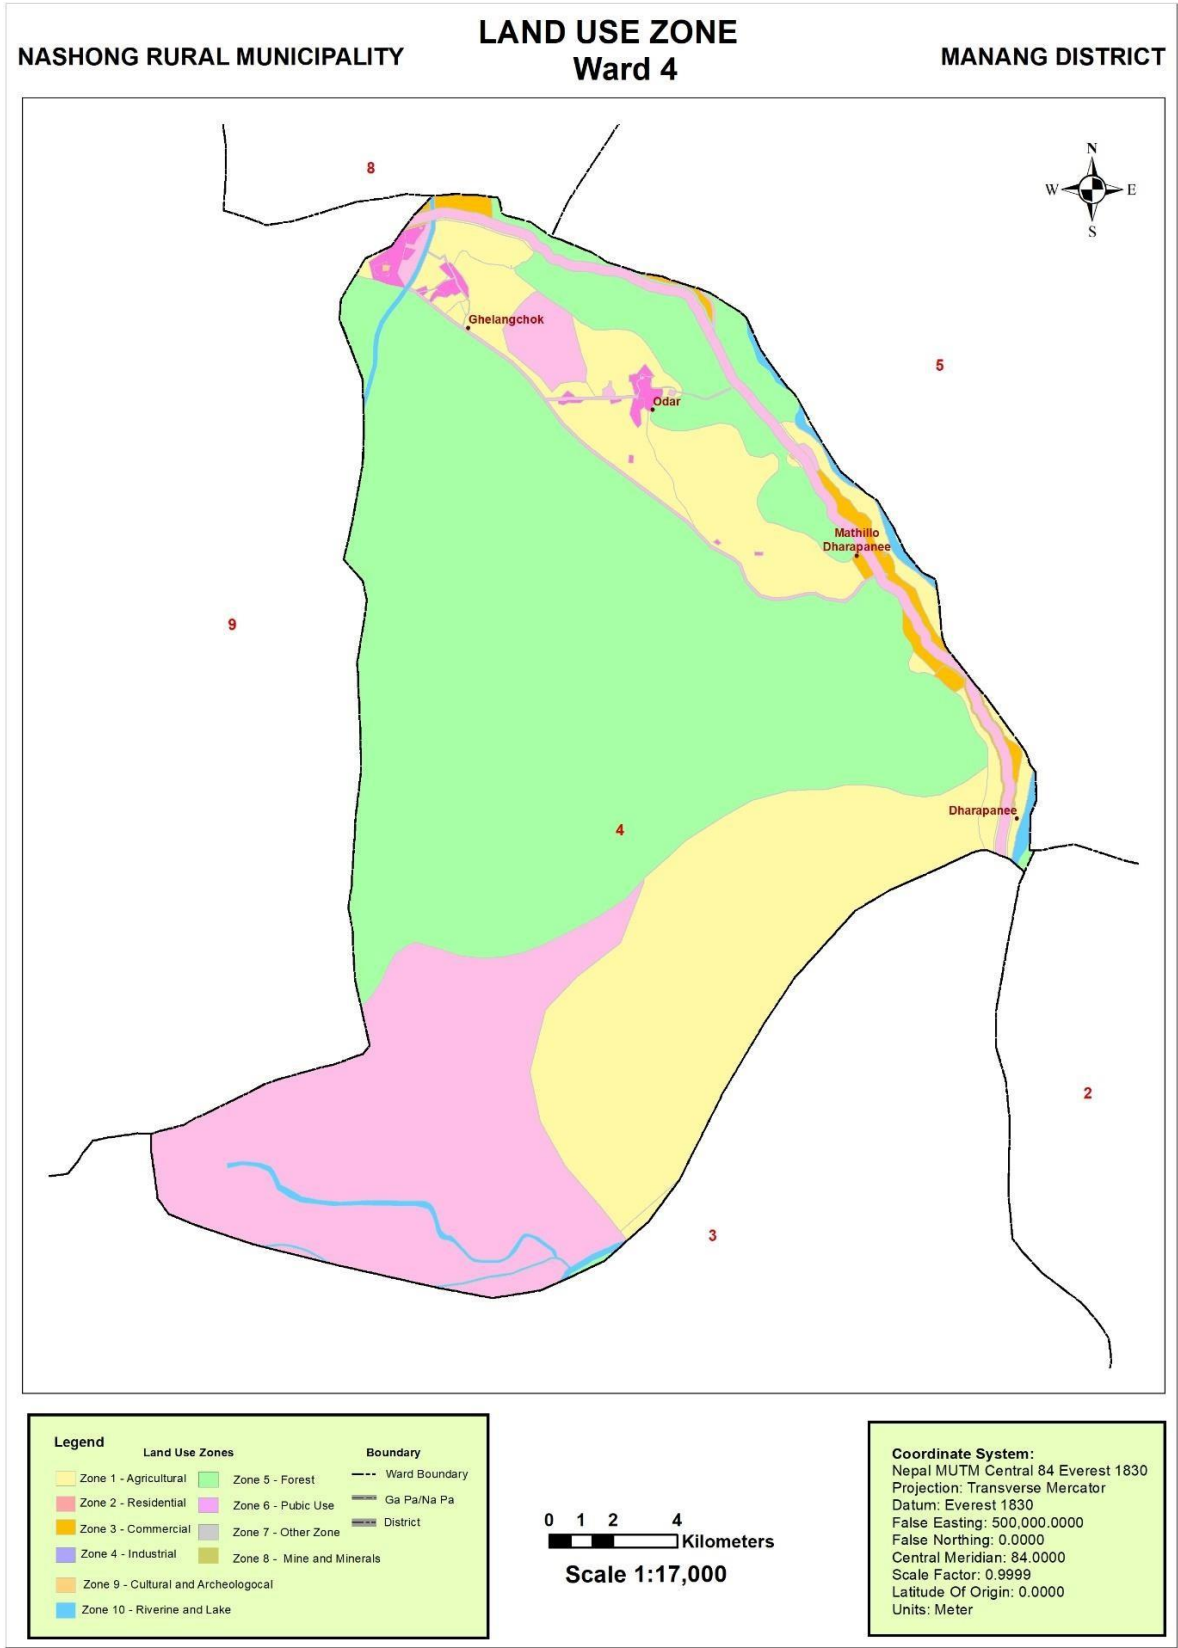 LAND USE ZONE
NASHONG RURAL MUNICIPALITY
Ward 4
MANANG DISTRICT
8
N
W E
S
Ghelangchok
5
Odar
Mathillo
Dharapanee
9
Dharapanee
4
2
3
Legend
Land Use Zones
Zone 1 - Agricultural
Zone 2 - Residential
Zone 3 - Commercial
Zone 4 - Industrial
Zone 9 - Cultural and Archeologocal
Zone 10 - Riverine and Lake
Zone 5 - Forest
Zone 6 - Pubic Use
Zone 7 - Other Zone
Zone 8 - Mine and Minerals
Boundary
Ward Boundary
Ga Pa/Na Pa
District
0 1 2 4
Kilometers
Scale 1:17,000
Coordinate System:
Nepal MUTM Central 84 Everest 1830
Projection: Transverse Mercator
Datum: Everest 1830
False Easting: 500,000.0000
False Northing: 0.0000
Central Meridian: 84.0000
Scale Factor: 0.9999
Latitude Of Origin: 0.0000
Units: Meter